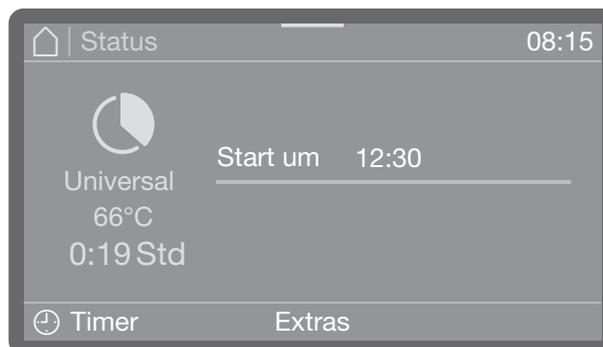 Status 08:15
Start um 12:30
Universal
66°C
0:19 Std
Timer Extras